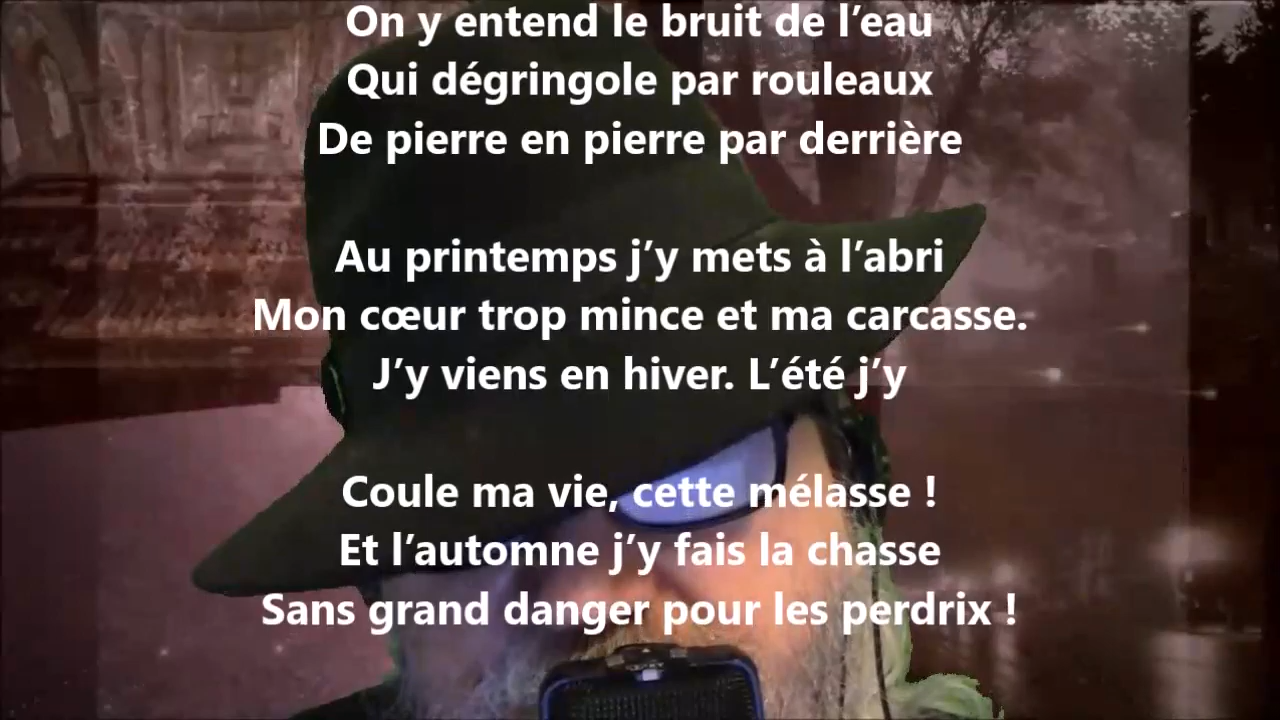 On y entend le bruit de l’eau
Qui dégringole par rouleaux
De pierre en pierre par derrière
Au printemps j’y mets à l’abri
Mon cœur trop mince et ma carcasse.
J’y viens en hiver. L’été j’y
Coule ma vie, cette mélasse !
Et l’automne j’y fais la chasse
Sans grand danger pour les perdrix !